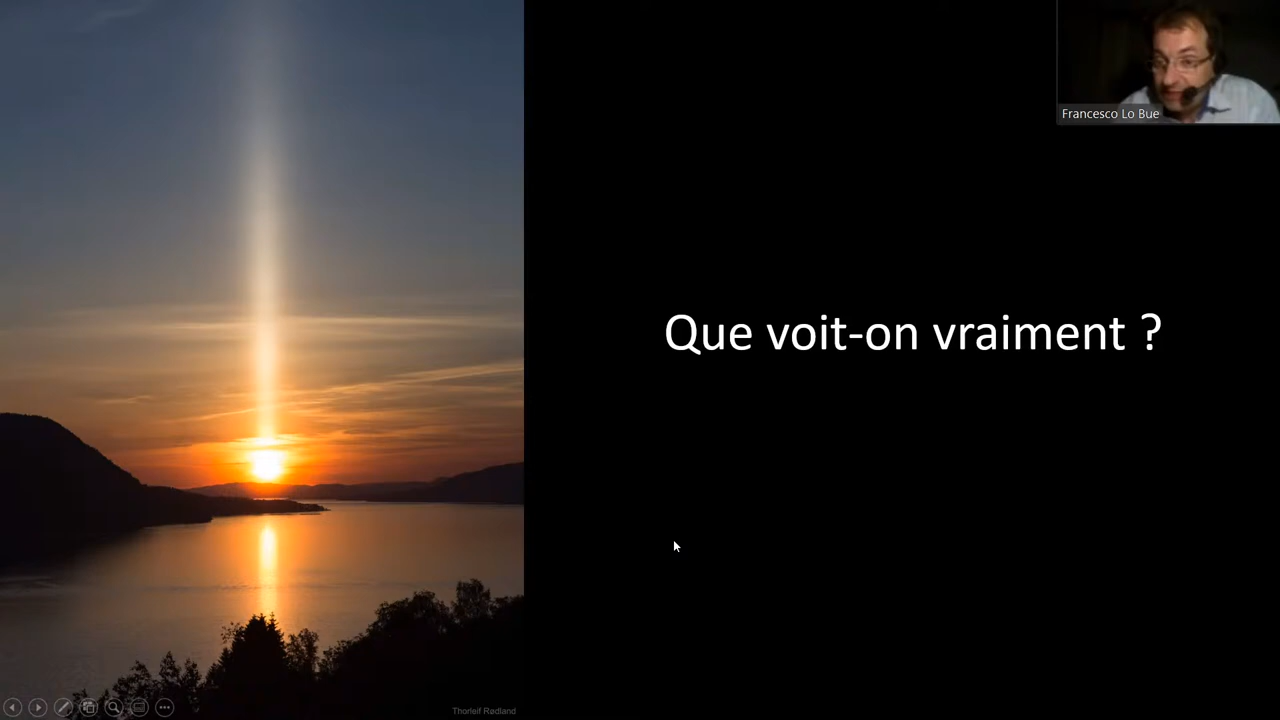 Francesco Lo Bue
Que voit-on vraiment ?
Thorleif Rødland